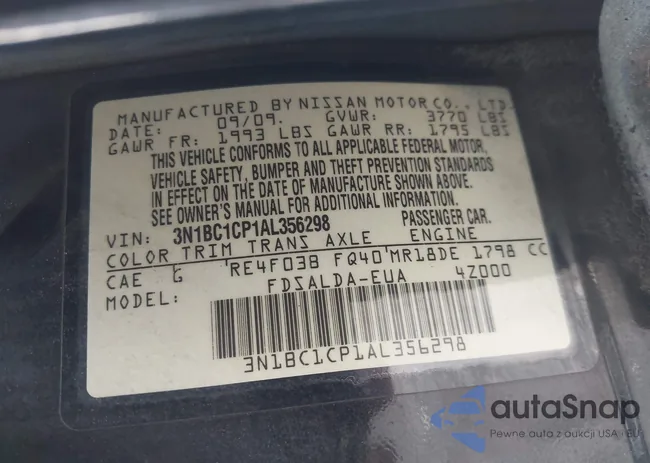 MANUFACTURED BY NISSAN MOTOR CO., LTD.
DATE: 09/09. GVWR: 3770 LBS
GAWR FR: 1993 LBS GAWR RR: 1795 LBS
THIS VEHICLE CONFORMS TO ALL APPLICABLE FEDERAL MOTOR
VEHICLE SAFETY, BUMPER AND THEFT PREVENTION STANDARDS
IN EFFECT ON THE DATE OF MANUFACTURE SHOWN ABOVE.
SEE OWNER'S MANUAL FOR ADDITIONAL INFORMATION.
VIN: 3N1BC1CP1AL356298 PASSENGER CAR.
COLOR TRIM TRANS AXLE ENGINE
CAE G RE4F03B FQ40 MR18DE 1798 CC
MODEL: FDSALDA-EUA 4Z000
3N1BC1CP1AL356298
autaSnap
Pewne auta z aukcji USA i EU